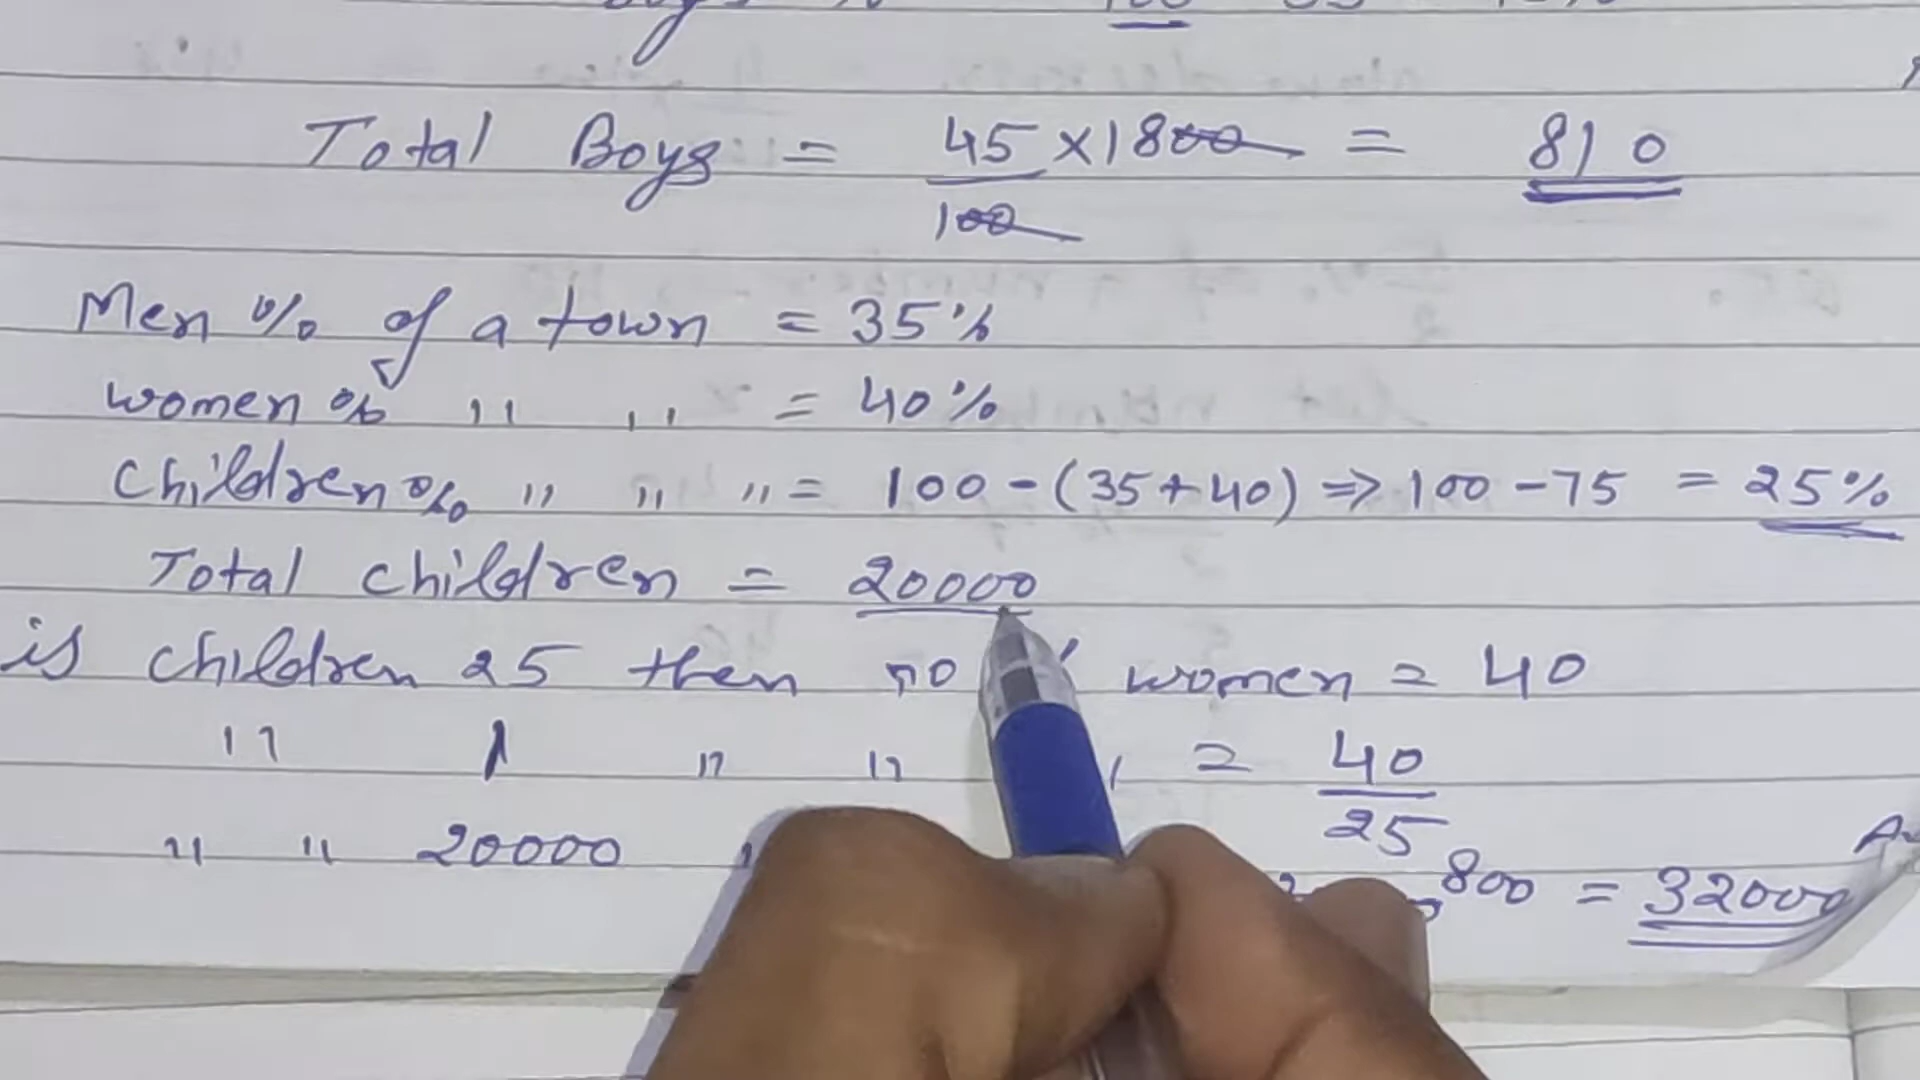 Total Boys = 45 × 1800 = 810
100
Men % of a town = 35%
women % " " = 40%
Children % " " " = 100 - (35 + 40) ⇒ 100 - 75 = 25%
Total children = 20000
is children 25 then no women = 40
" 1 " " = 40
25
" " 20000 800 = 32000